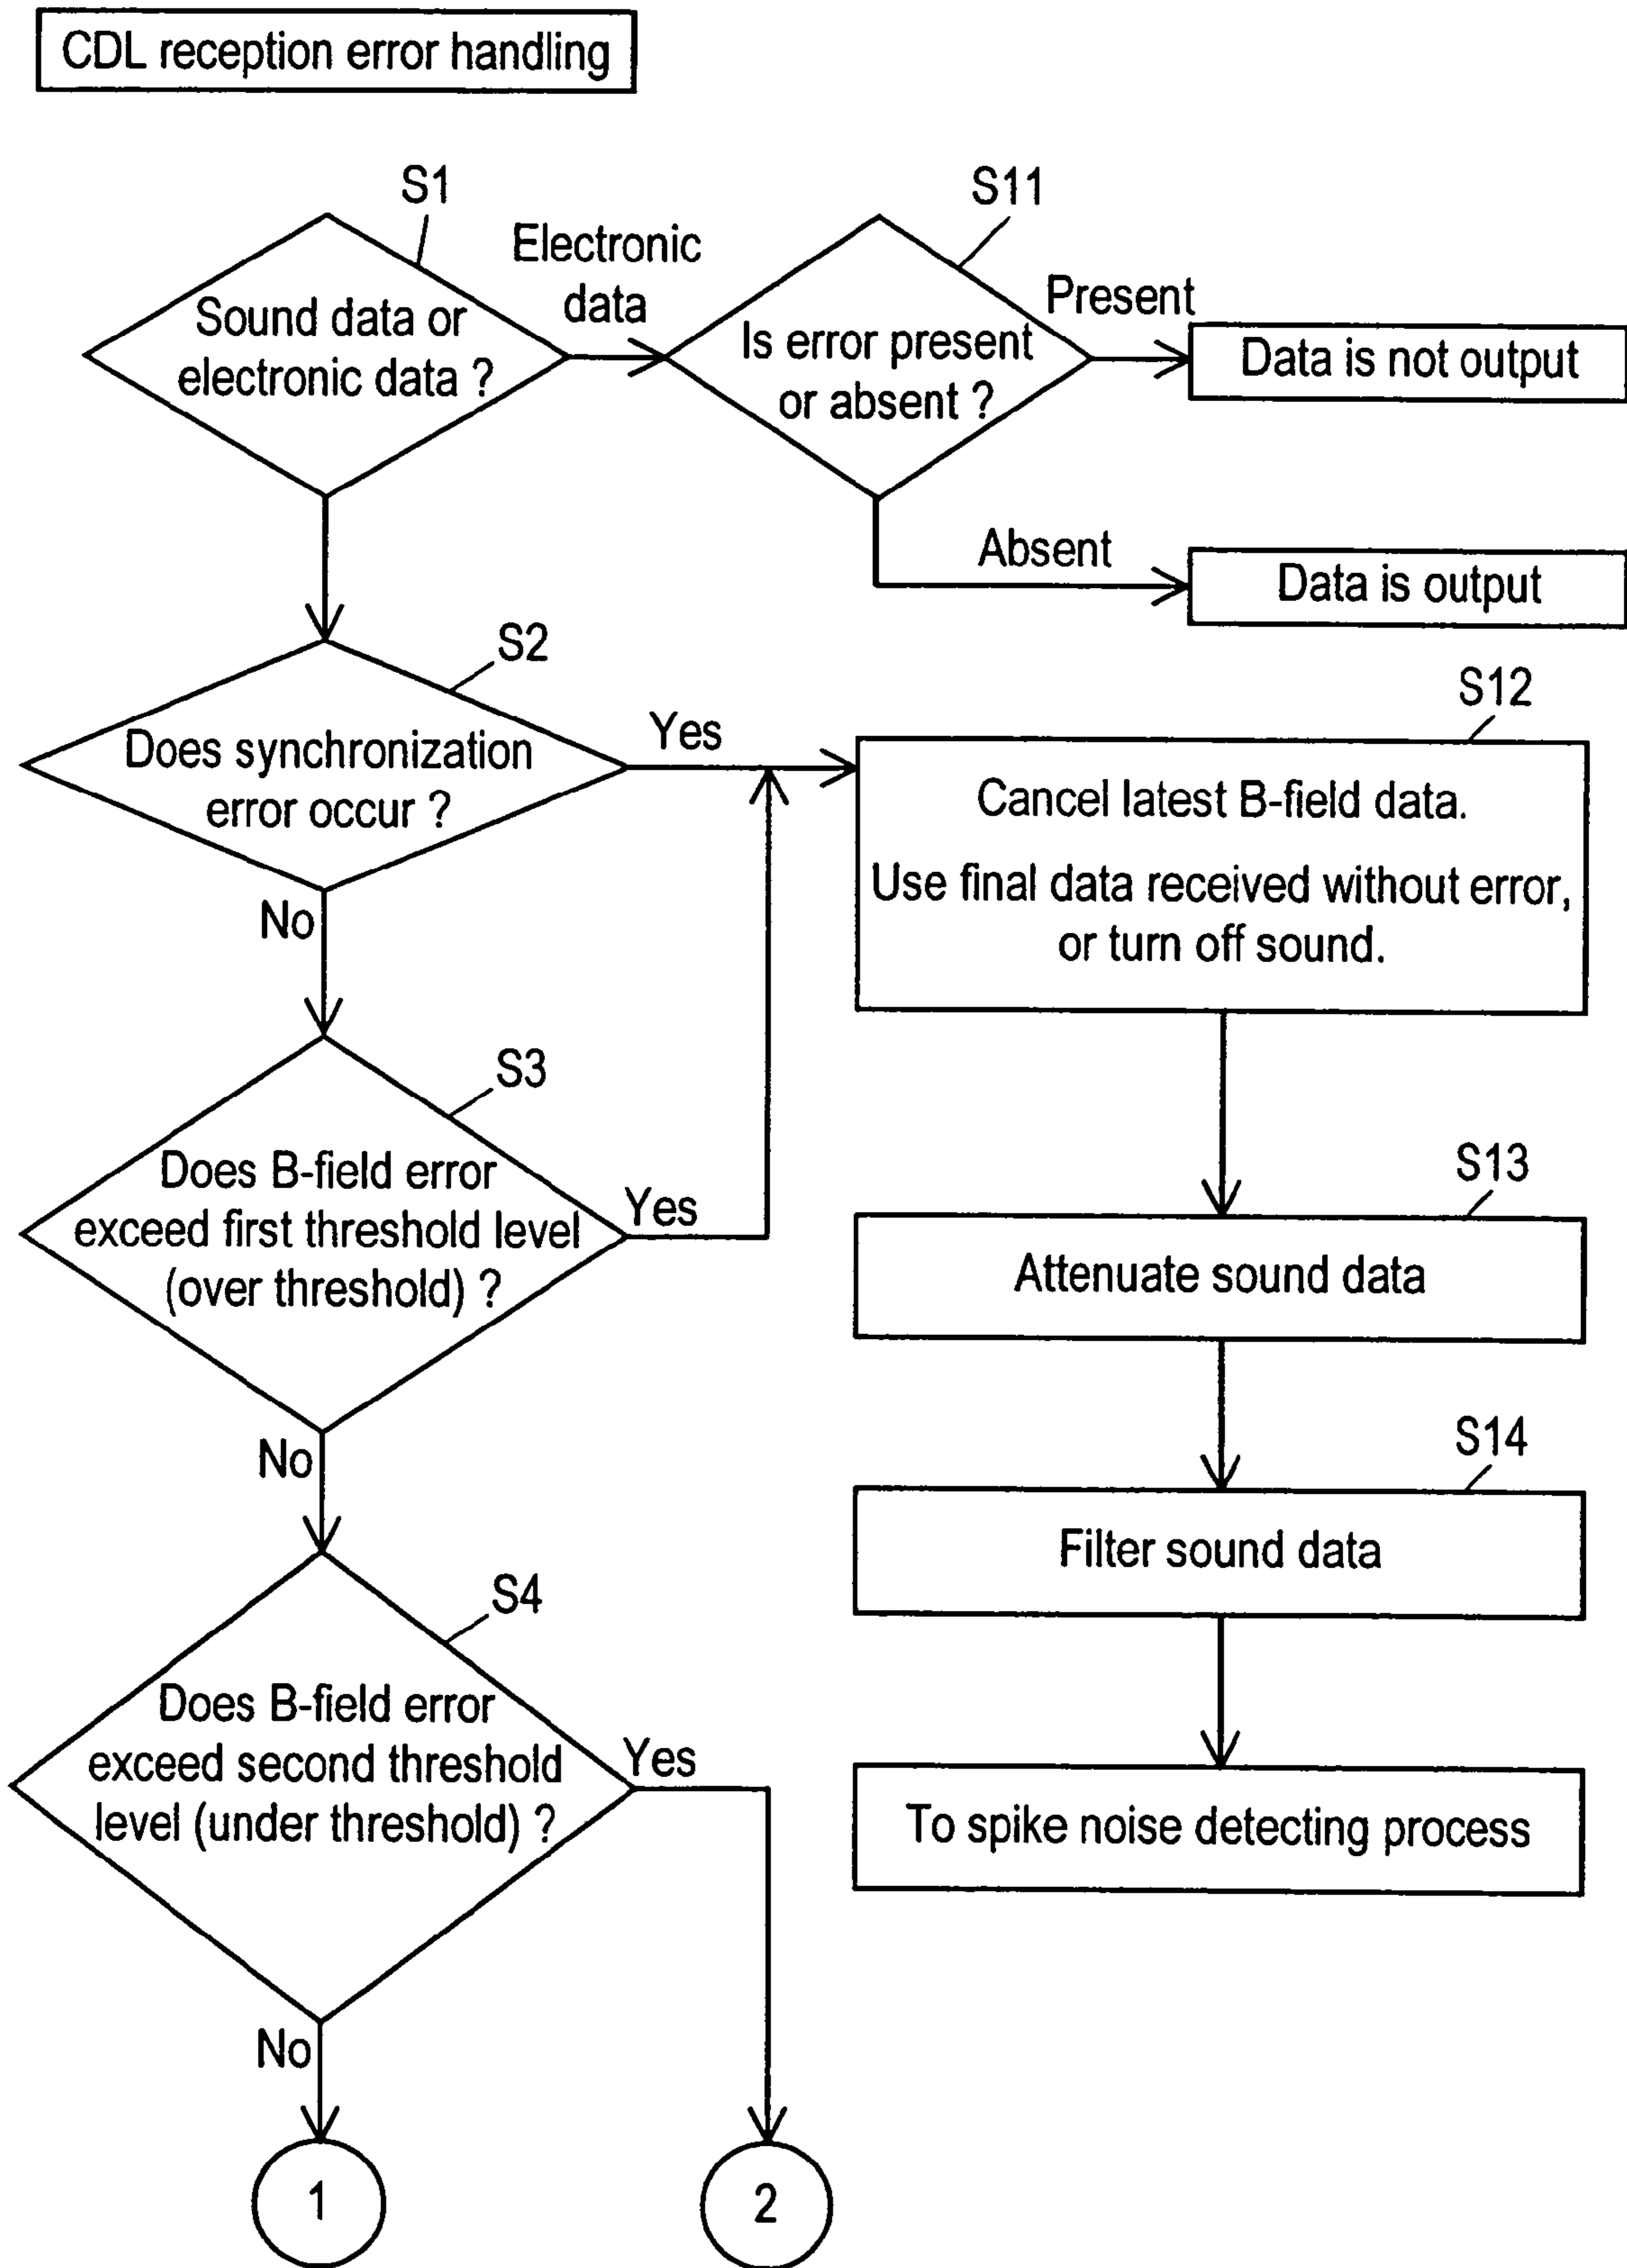 CDL reception error handling
S1
Sound data or
electronic data ?
Electronic
data
S11
Is error present
or absent ?
Present
Data is not output
Absent
Data is output
S2
Does synchronization
error occur ?
Yes
No
S12
Cancel latest B-field data.
Use final data received without error,
or turn off sound.
S3
Does B-field error
exceed first threshold level
(over threshold) ?
Yes
No
S13
Attenuate sound data
S14
Filter sound data
S4
Does B-field error
exceed second threshold
level (under threshold) ?
Yes
No
To spike noise detecting process
1
2